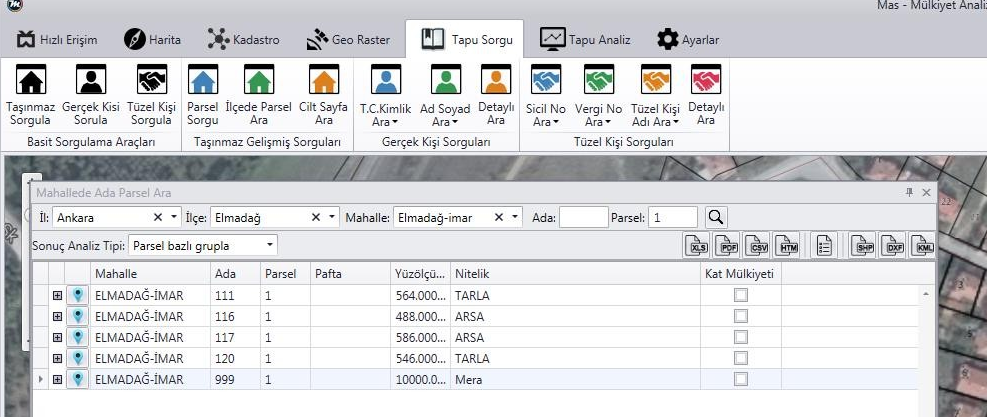 Mas - Mülkiyet Analiz
Hızlı Erişim Harita Kadastro Geo Raster Tapu Sorgu Tapu Analiz Ayarlar
Taşınmaz Sorgula Gerçek Kisi Sorula Tüzel Kişi Sorgula Parsel Sorgu İlçede Parsel Ara Cilt Sayfa Ara T.C.Kimlik Ara Ad Soyad Ara Detaylı Ara Sicil No Ara Vergi No Ara Tüzel Kişi Adı Ara Detaylı Ara
Basit Sorgulama Araçları Taşınmaz Gelişmiş Sorguları Gerçek Kişi Sorguları Tüzel Kişi Sorguları
Mahallede Ada Parsel Ara
İl: Ankara İlçe: Elmadağ Mahalle: Elmadağ-imar Ada: Parsel: 1
Sonuç Analiz Tipi: Parsel bazlı grupla XLS PDF CSV HTM SHP DXF KML
Mahalle Ada Parsel Pafta Yüzölçü... Nitelik Kat Mülkiyeti
ELMADAĞ-İMAR 111 1 564.000... TARLA
ELMADAĞ-İMAR 116 1 488.000... ARSA
ELMADAĞ-İMAR 117 1 586.000... ARSA
ELMADAĞ-İMAR 120 1 546.000... TARLA
ELMADAĞ-İMAR 999 1 10000.0... Mera